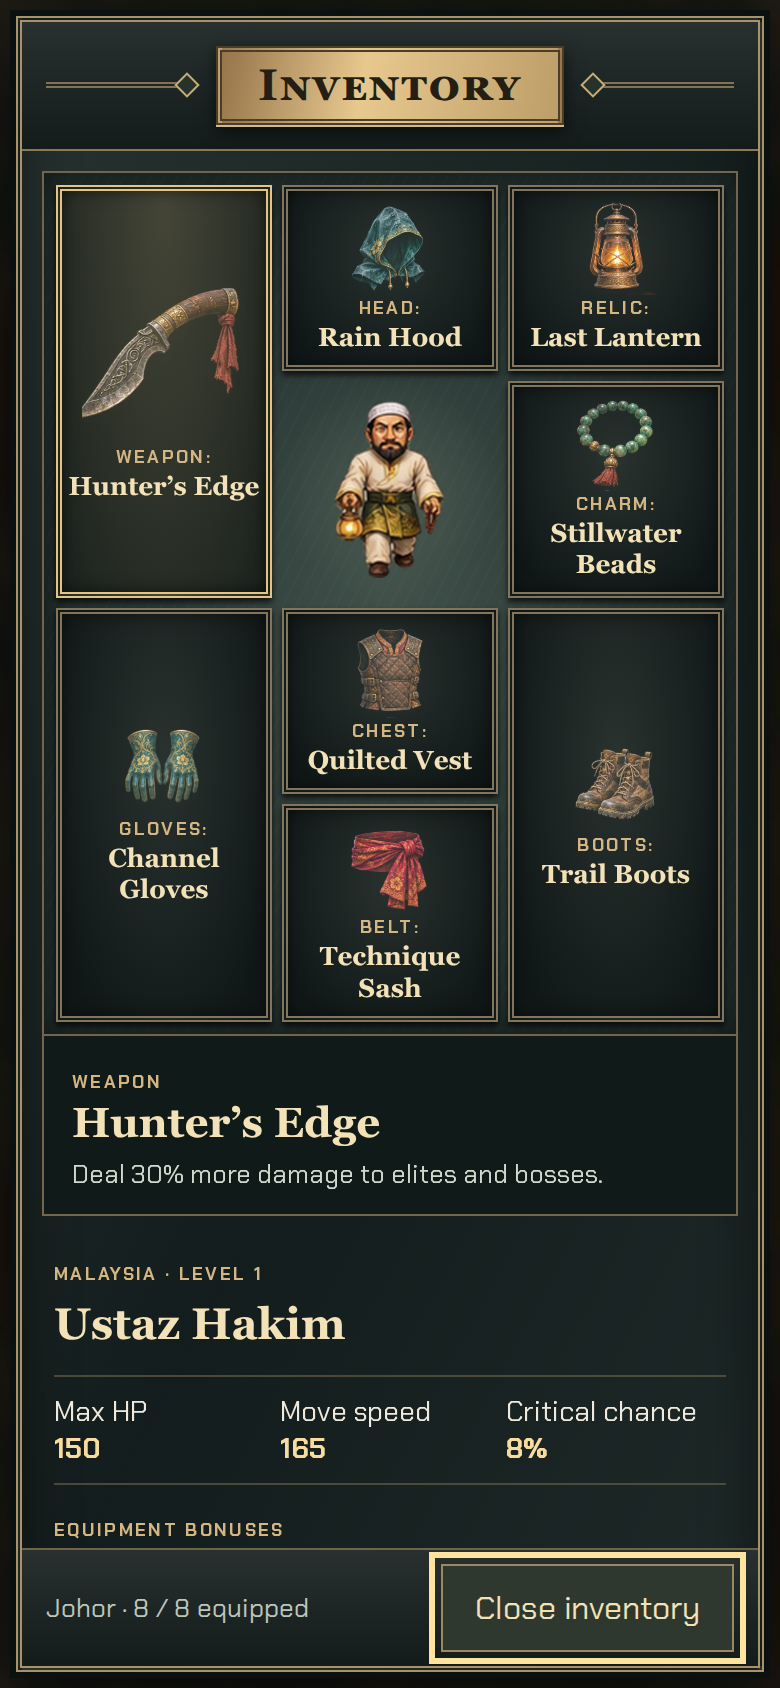 Inventory
WEAPON:
Hunter’s Edge
HEAD:
Rain Hood
RELIC:
Last Lantern
CHARM:
Stillwater
Beads
GLOVES:
Channel
Gloves
CHEST:
Quilted Vest
BELT:
Technique
Sash
BOOTS:
Trail Boots
WEAPON
Hunter’s Edge
Deal 30% more damage to elites and bosses.
MALAYSIA · LEVEL 1
Ustaz Hakim
Max HP
150
Move speed
165
Critical chance
8%
EQUIPMENT BONUSES
Johor · 8 / 8 equipped
Close inventory